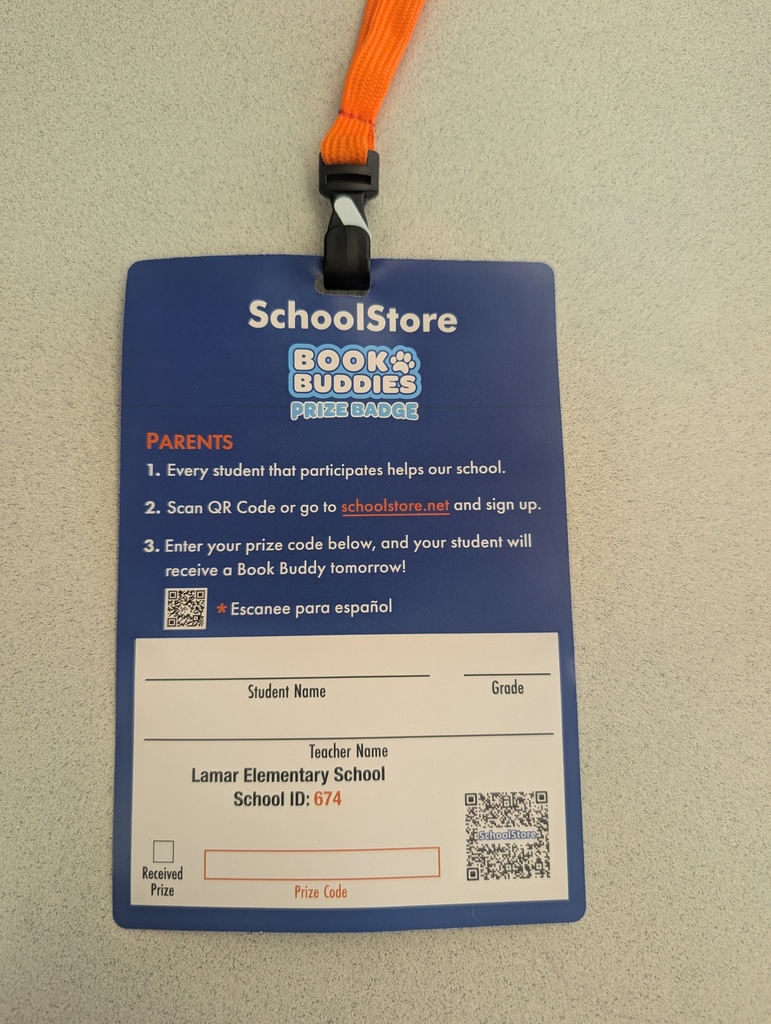 SchoolStore
BOOK
BUDDIES
PRIZE BADGE
PARENTS
1. Every student that participates helps our school.
2. Scan QR Code or go to schoolstore.net and sign up.
3. Enter your prize code below, and your student will
receive a Book Buddy tomorrow!
* Escanee para español
Student Name Grade
Teacher Name
Lamar Elementary School
School ID: 674
SchoolStore
Received
Prize
Prize Code